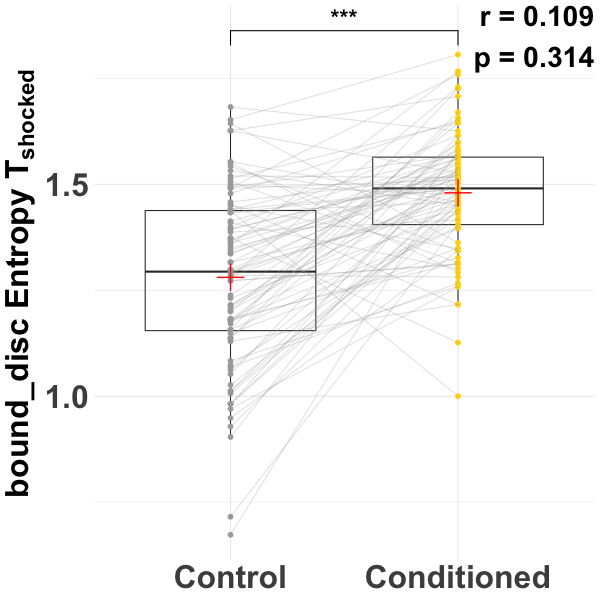 ***
r = 0.109
p = 0.314
bound_disc Entropy Tshocked
1.5
1.0
Control Conditioned